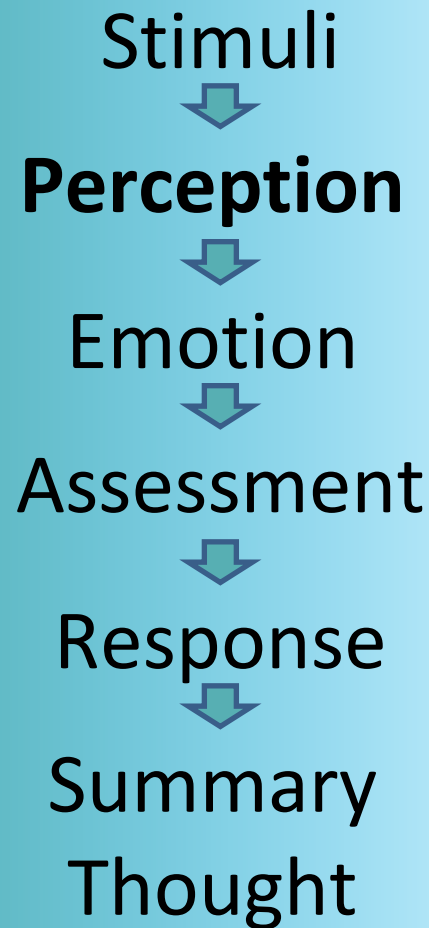 Stimuli
Perception
Emotion
Assessment
Response
Summary
Thought